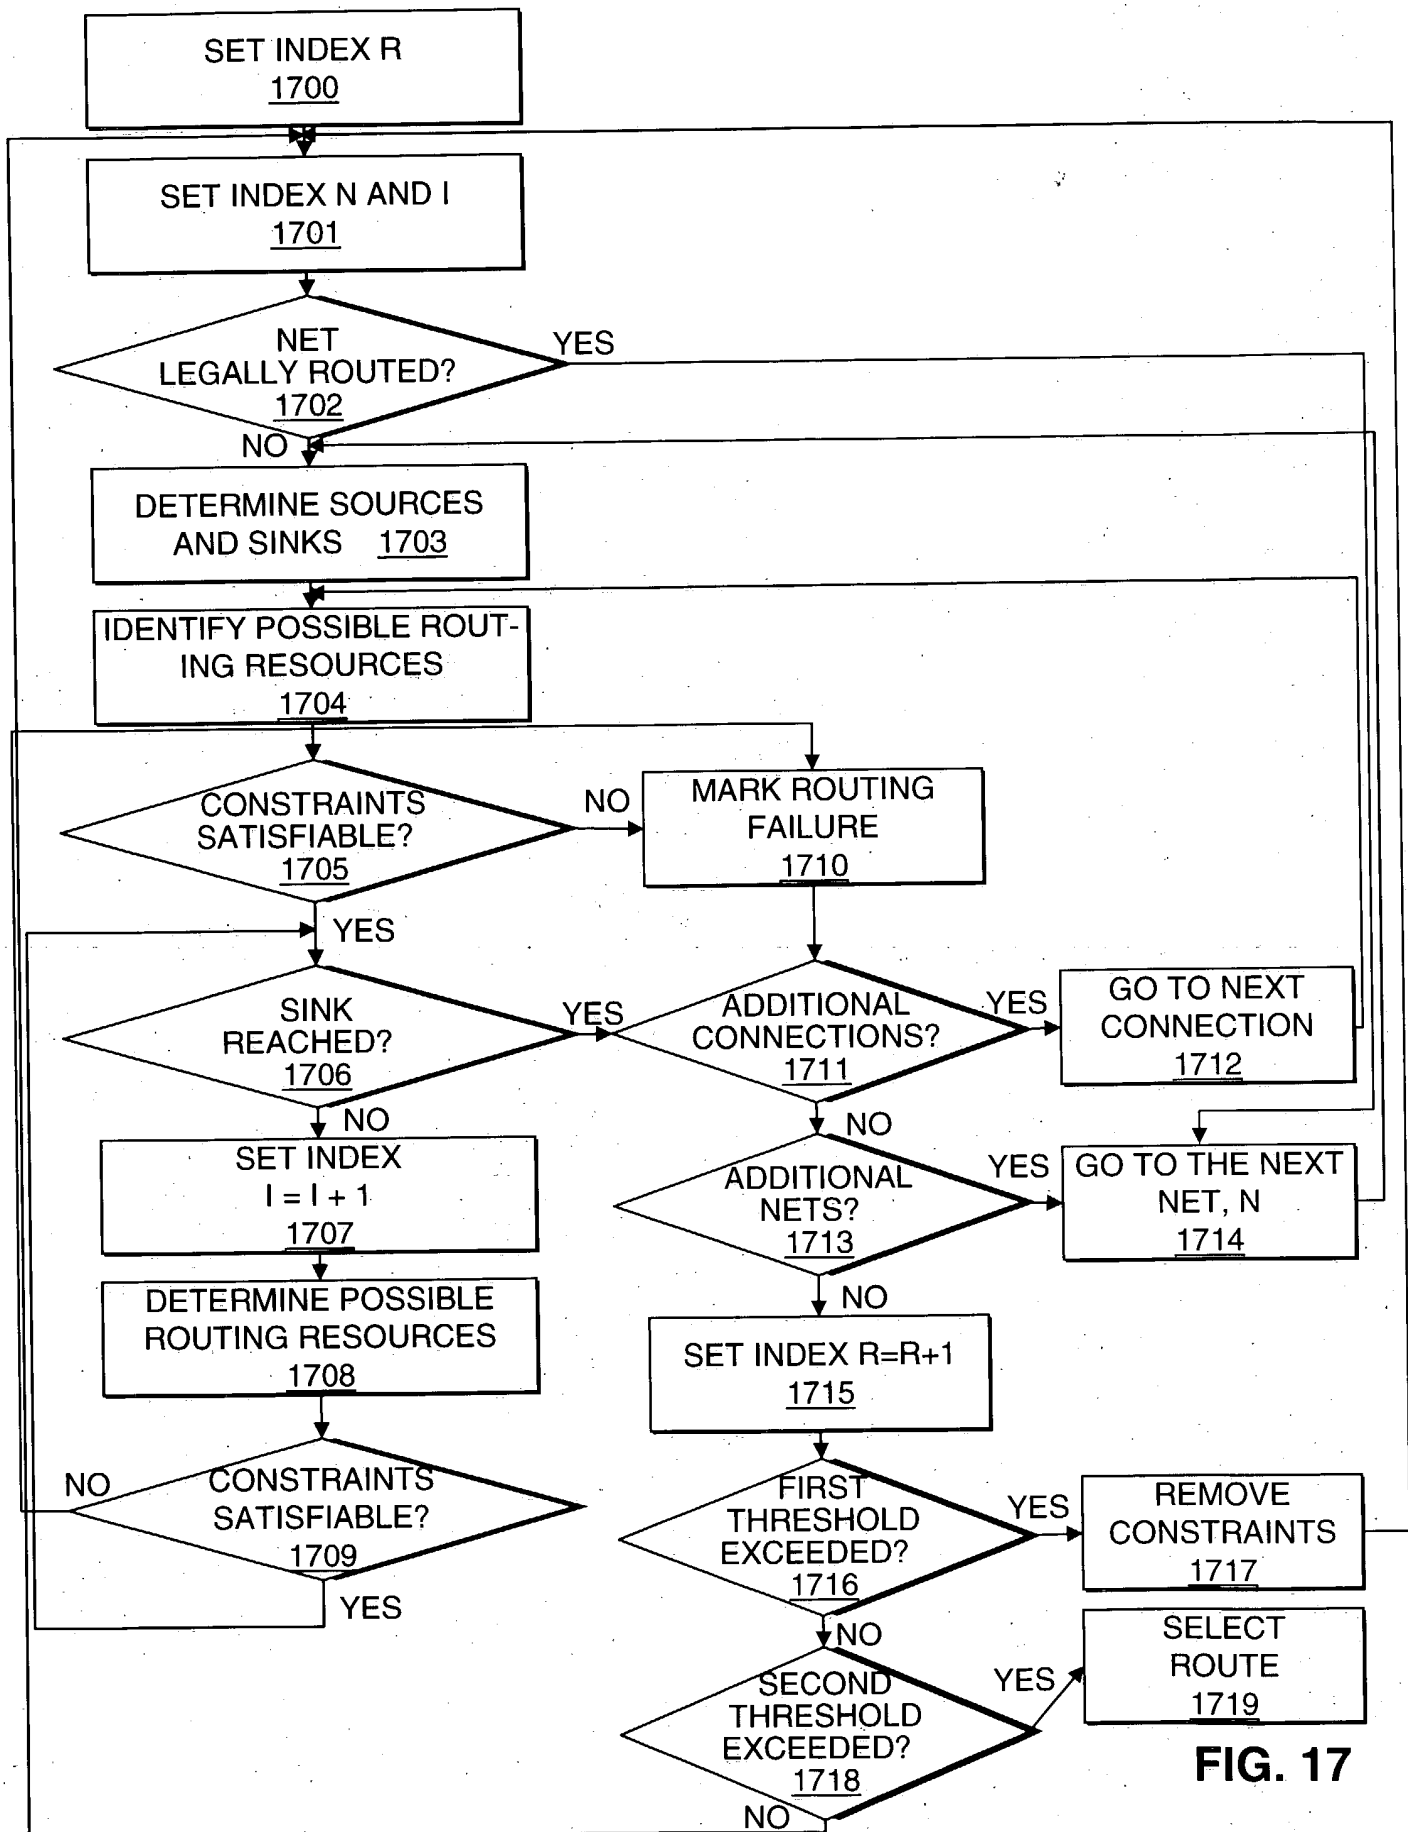 SET INDEX R
1700
SET INDEX N AND I
1701
NET
LEGALLY ROUTED?
1702
YES
NO
DETERMINE SOURCES
AND SINKS 1703
IDENTIFY POSSIBLE ROUT-
ING RESOURCES
1704
CONSTRAINTS
SATISFIABLE?
1705
NO
MARK ROUTING
FAILURE
1710
YES
SINK
REACHED?
1706
YES
ADDITIONAL
CONNECTIONS?
1711
YES
GO TO NEXT
CONNECTION
1712
NO
SET INDEX
I = I + 1
1707
NO
ADDITIONAL
NETS?
1713
YES
GO TO THE NEXT
NET, N
1714
DETERMINE POSSIBLE
ROUTING RESOURCES
1708
NO
SET INDEX R=R+1
1715
NO
CONSTRAINTS
SATISFIABLE?
1709
YES
FIRST
THRESHOLD
EXCEEDED?
1716
YES
REMOVE
CONSTRAINTS
1717
NO
SECOND
THRESHOLD
EXCEEDED?
1718
YES
SELECT
ROUTE
1719
NO
FIG. 17